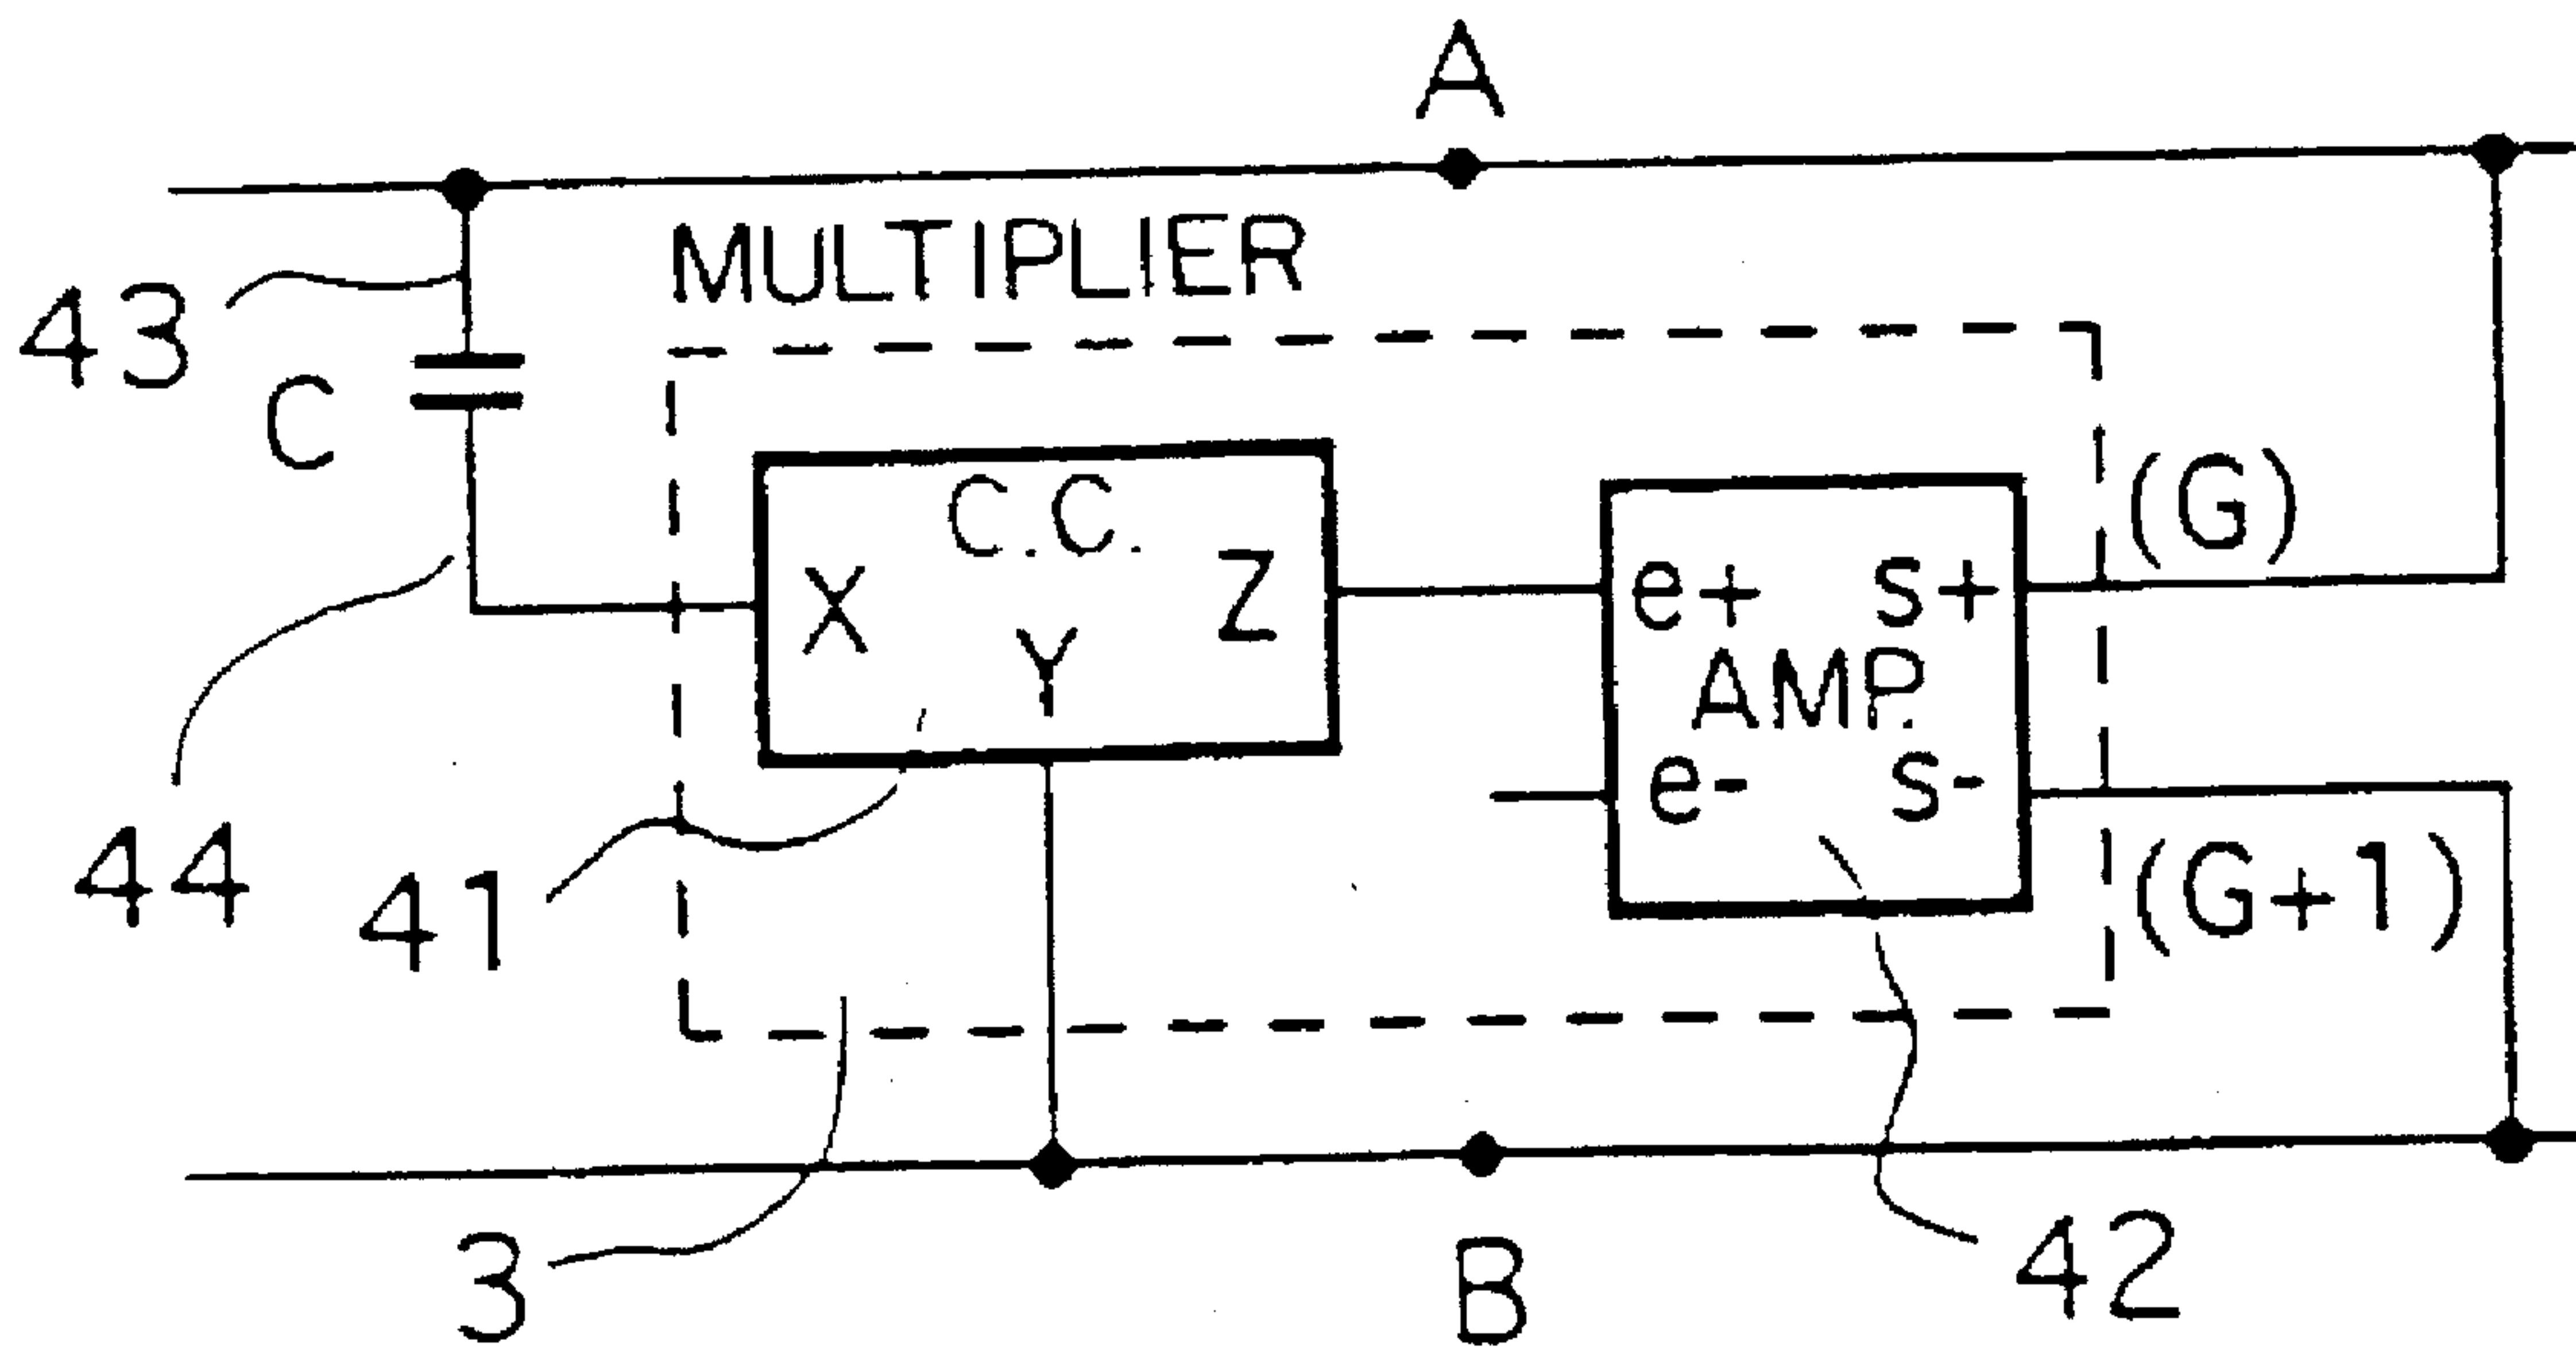 A
MULTIPLIER
43
C
C.C.
X
Y
Z
e+ s+
AMP.
e- s-
(G)
(G+1)
44
41
3
B
42